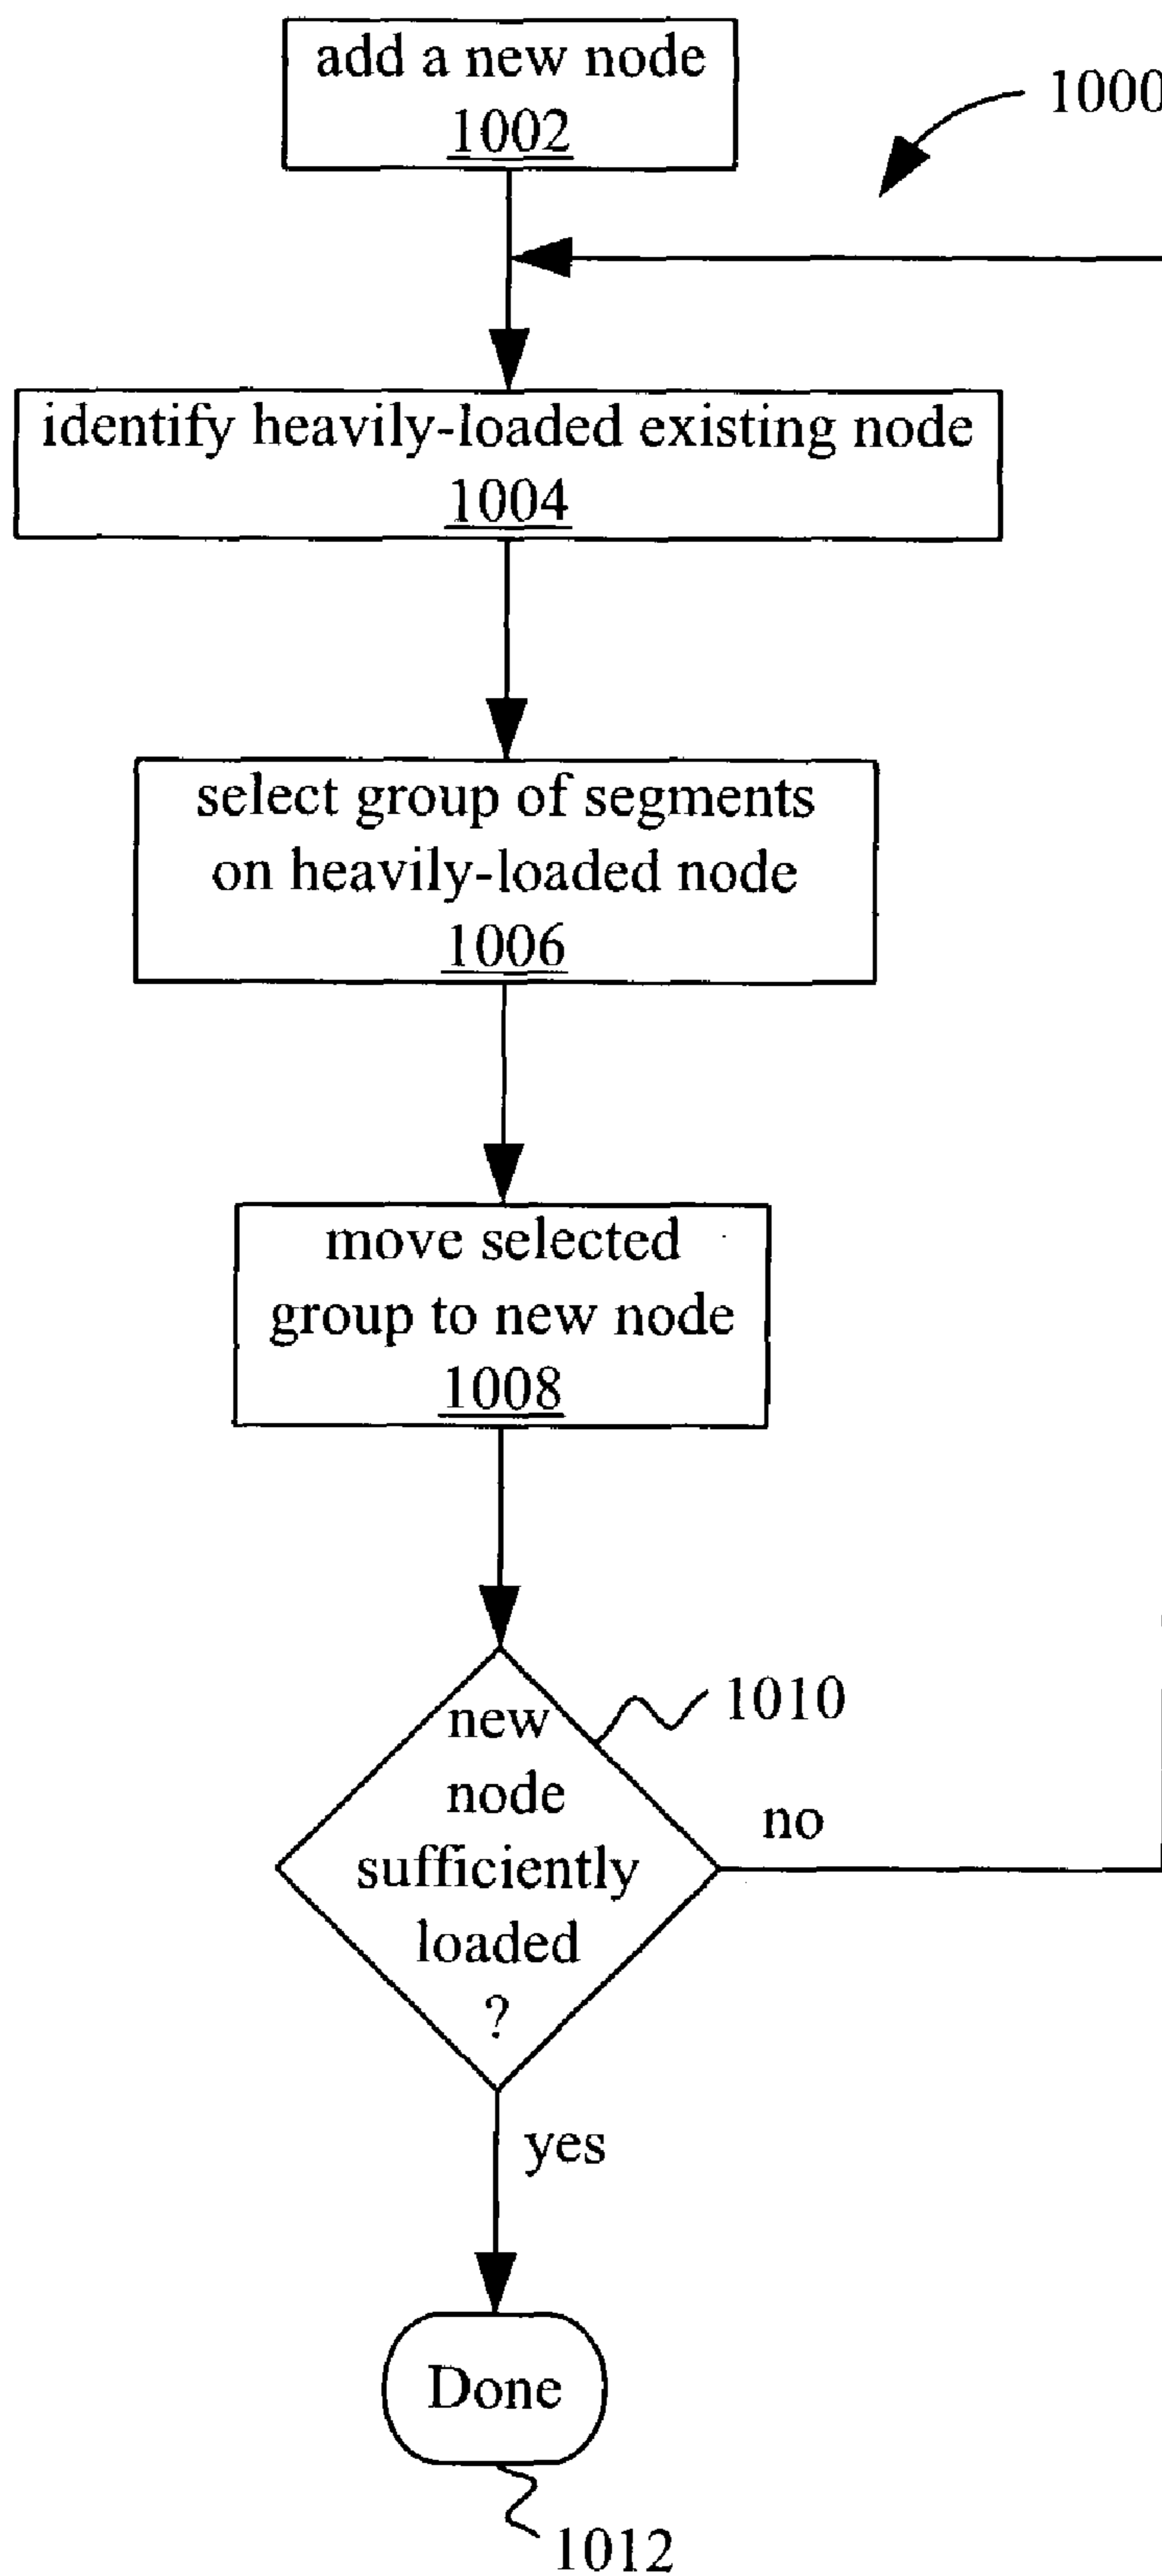 add a new node
1002
1000
identify heavily-loaded existing node
1004
select group of segments
on heavily-loaded node
1006
move selected
group to new node
1008
new
node
sufficiently
loaded
?
1010
no
yes
Done
1012